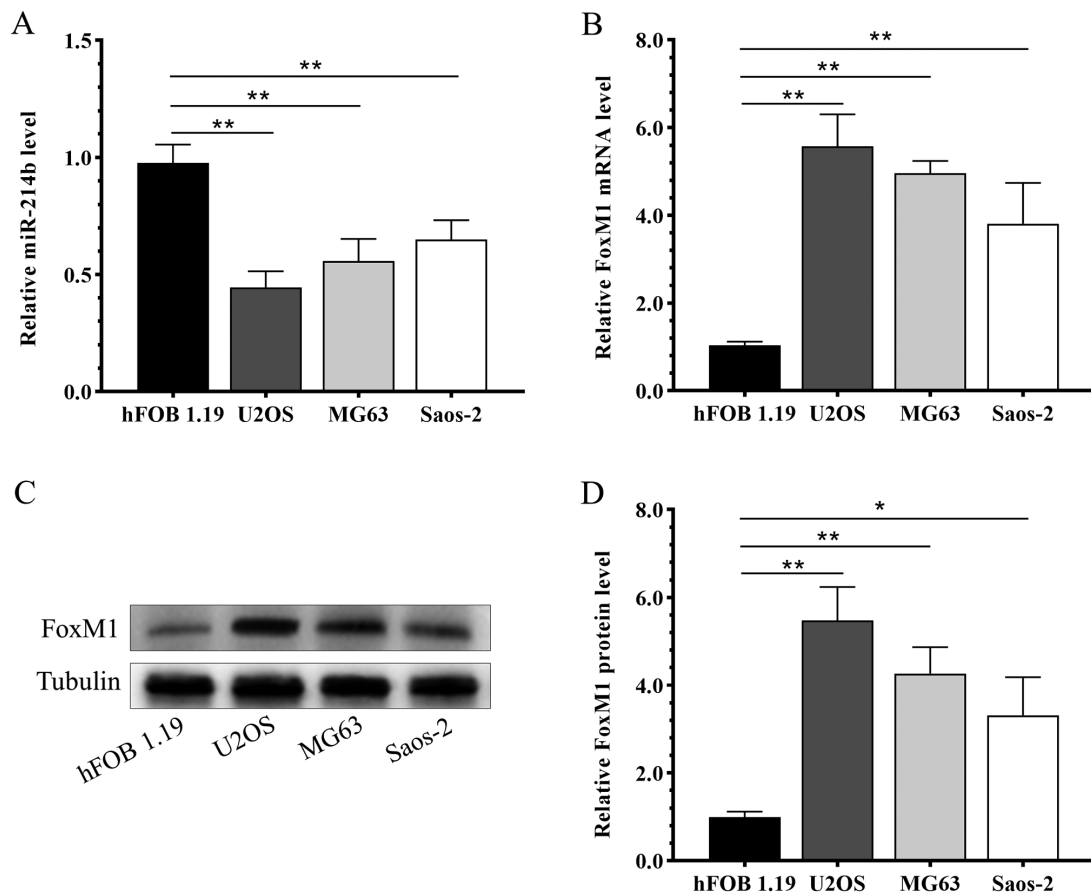 A
Relative miR-214b level
1.5
1.0
0.5
0.0
**
**
**
hFOB 1.19 U2OS MG63 Saos-2
B
Relative FoxM1 mRNA level
8.0
6.0
4.0
2.0
0.0
**
**
**
hFOB 1.19 U2OS MG63 Saos-2
C
FoxM1
Tubulin
hFOB 1.19 U2OS MG63 Saos-2
D
Relative FoxM1 protein level
8.0
6.0
4.0
2.0
0.0
*
**
**
hFOB 1.19 U2OS MG63 Saos-2